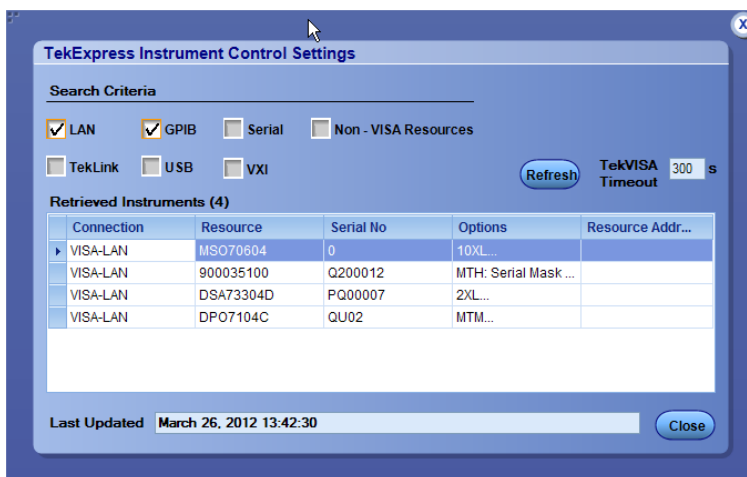 X
TekExpress Instrument Control Settings
Search Criteria
LAN GPIB Serial Non - VISA Resources
TekLink USB VXI
Refresh TekVISA Timeout 300 s
Retrieved Instruments (4)
Connection Resource Serial No Options Resource Addr...
VISA-LAN MSO70604 0 10XL...
VISA-LAN 900035100 Q200012 MTH: Serial Mask ...
VISA-LAN DSA73304D PQ00007 2XL...
VISA-LAN DPO7104C QU02 MTM...
Last Updated March 26, 2012 13:42:30 Close